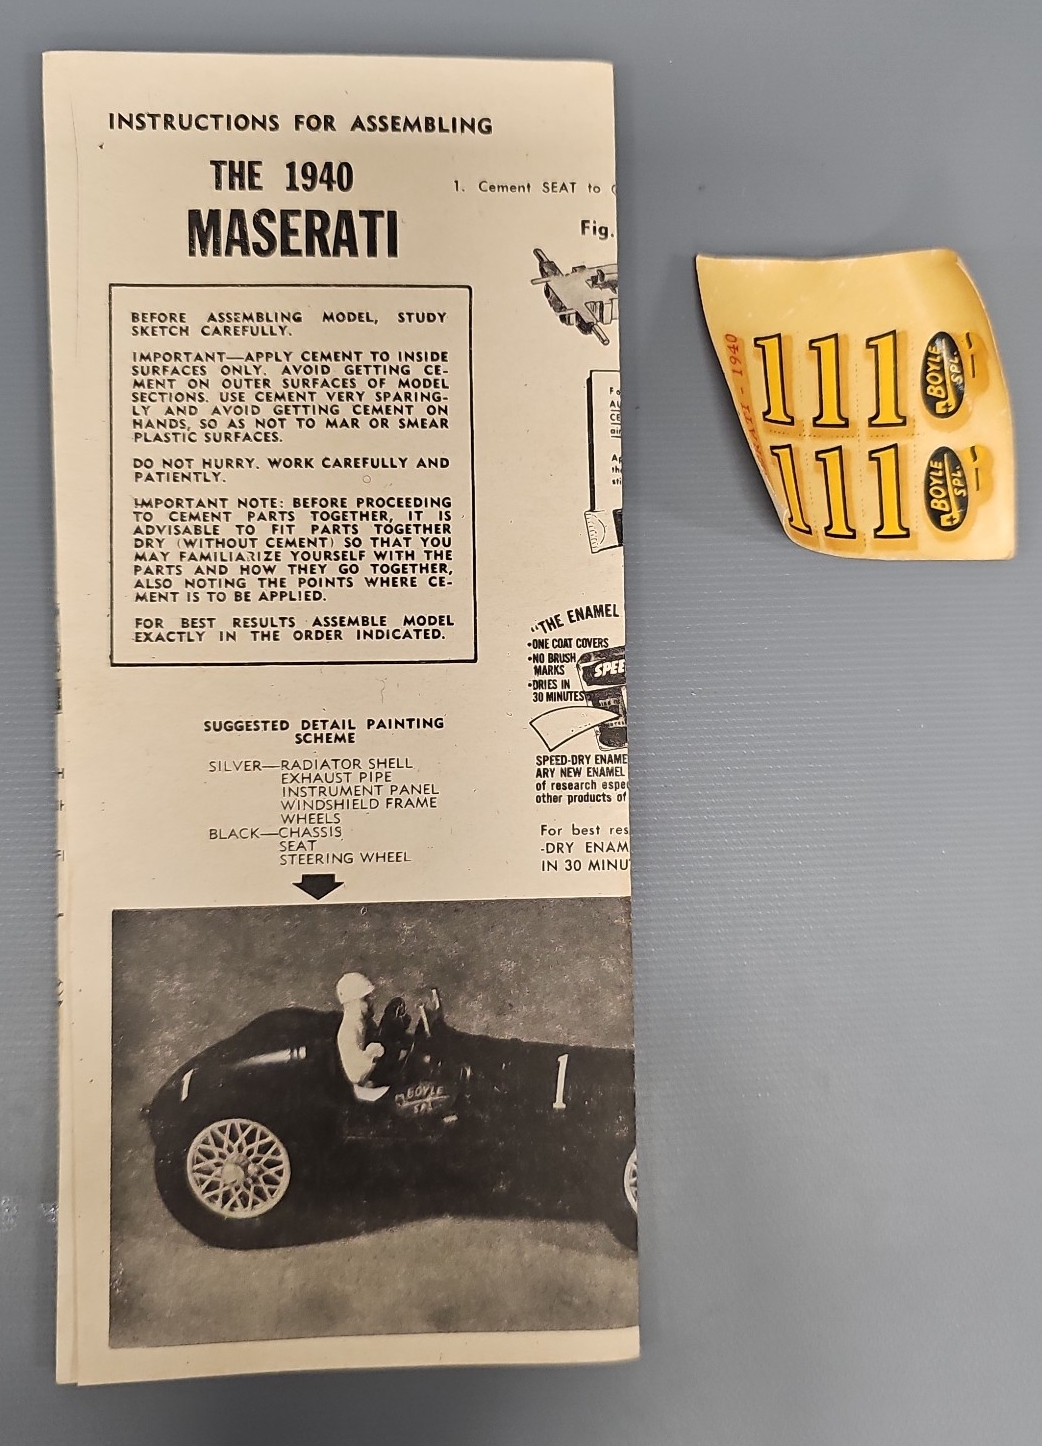 INSTRUCTIONS FOR ASSEMBLING
THE 1940
MASERATI
BEFORE ASSEMBLING MODEL, STUDY
SKETCH CAREFULLY.
IMPORTANT—APPLY CEMENT TO INSIDE
SURFACES ONLY. AVOID GETTING CE-
MENT ON OUTER SURFACES OF MODEL
SECTIONS. USE CEMENT VERY SPARING-
LY AND AVOID GETTING CEMENT ON
HANDS, SO AS NOT TO MAR OR SMEAR
PLASTIC SURFACES.
DO NOT HURRY. WORK CAREFULLY AND
PATIENTLY.
IMPORTANT NOTE: BEFORE PROCEEDING
TO CEMENT PARTS TOGETHER, IT IS
ADVISABLE TO FIT PARTS TOGETHER
DRY (WITHOUT CEMENT) SO THAT YOU
MAY FAMILIARIZE YOURSELF WITH THE
PARTS AND HOW THEY GO TOGETHER,
ALSO NOTING THE POINTS WHERE CE-
MENT IS TO BE APPLIED.
FOR BEST RESULTS ASSEMBLE MODEL
EXACTLY IN THE ORDER INDICATED.
SUGGESTED DETAIL PAINTING
SCHEME
SILVER—RADIATOR SHELL
EXHAUST PIPE
INSTRUMENT PANEL
WINDSHIELD FRAME
WHEELS
BLACK—CHASSIS
SEAT
STEERING WHEEL
1
BOYLE
SPL.
1
1. Cement SEAT to
Fig.
"THE ENAMEL
•ONE COAT COVERS
•NO BRUSH
MARKS
•DRIES IN
30 MINUTES
SPEE
SPEED-DRY ENAME
ARY NEW ENAMEL
of research espe
other products of
For best res
-DRY ENAM
IN 30 MINU
1940
1 1 1
BOYLE
SPL.
1 1 1
BOYLE
SPL.